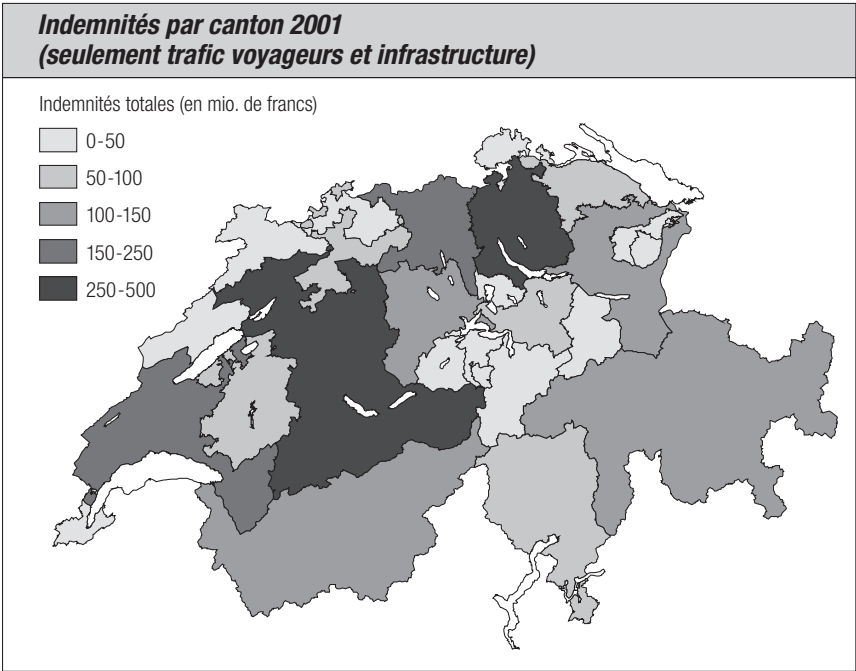 Indemnités par canton 2001
(seulement trafic voyageurs et infrastructure)
Indemnités totales (en mio. de francs)
0-50
50-100
100-150
150-250
250-500